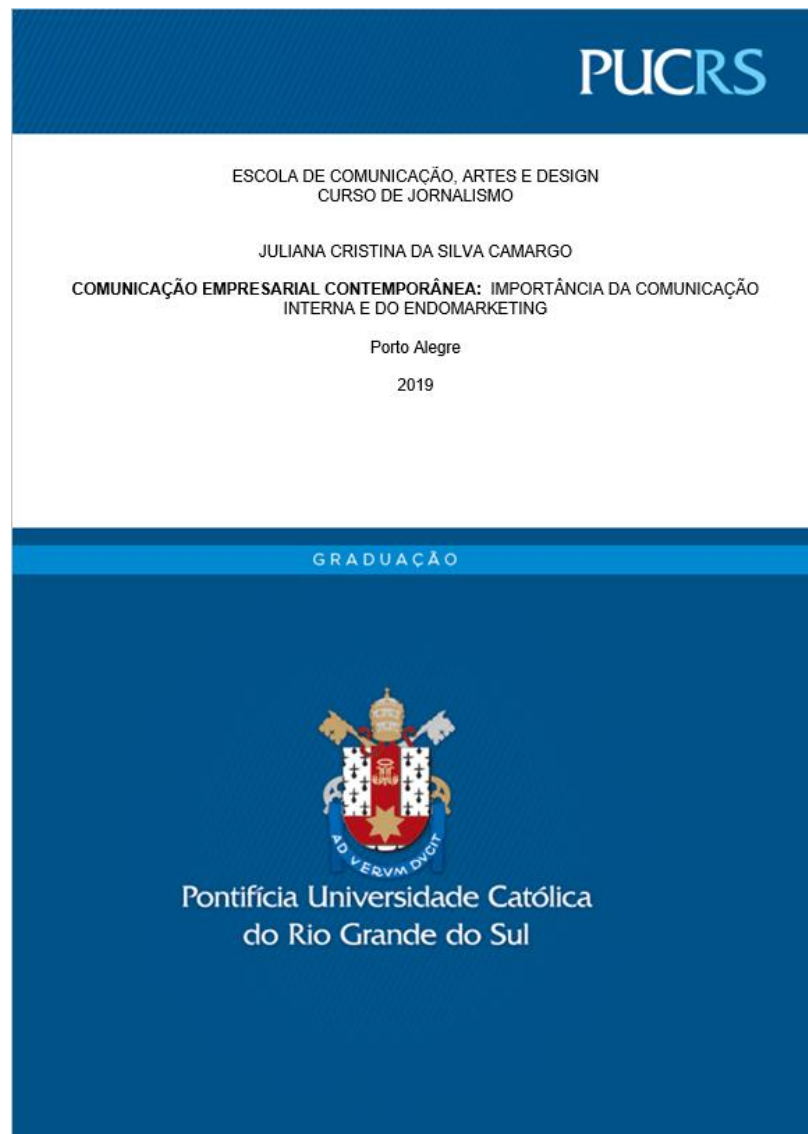 PUCRS
ESCOLA DE COMUNICAÇÃO, ARTES E DESIGN
CURSO DE JORNALISMO
JULIANA CRISTINA DA SILVA CAMARGO
COMUNICAÇÃO EMPRESARIAL CONTEMPORÂNEA: IMPORTÂNCIA DA COMUNICAÇÃO
INTERNA E DO ENDOMARKETING
Porto Alegre
2019
GRADUAÇÃO
AD VERVM DVCIT
Pontifícia Universidade Católica
do Rio Grande do Sul